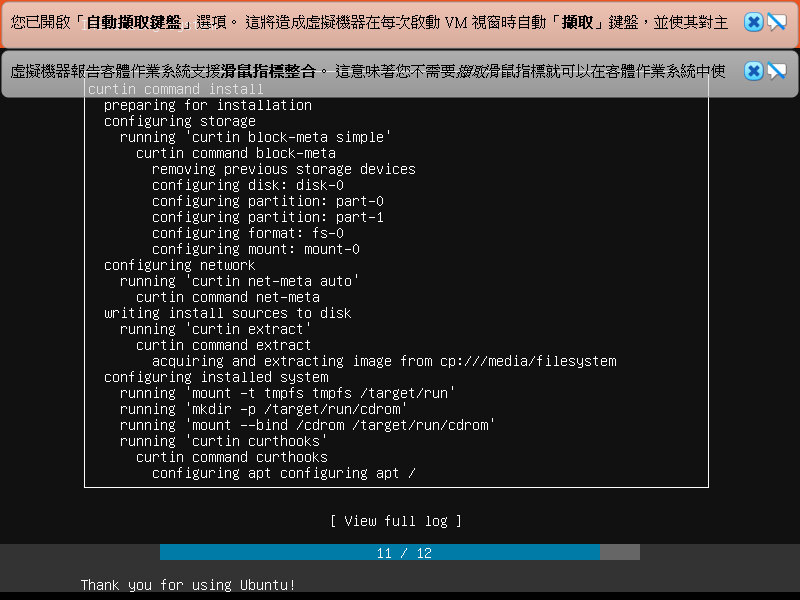 您已開啟「自動擷取鍵盤」選項。 這將造成虛擬機器在每次啟動 VM 視窗時自動「擷取」鍵盤，並使其對主
虛擬機器報告客體作業系統支援滑鼠指標整合。 這意味著您不需要擷取滑鼠指標就可以在客體作業系統中使
curtin command install
preparing for installation
configuring storage
running 'curtin block-meta simple'
curtin command block-meta
removing previous storage devices
configuring disk: disk-0
configuring partition: part-0
configuring partition: part-1
configuring format: fs-0
configuring mount: mount-0
configuring network
running 'curtin net-meta auto'
curtin command net-meta
writing install sources to disk
running 'curtin extract'
curtin command extract
acquiring and extracting image from cp:///media/filesystem
configuring installed system
running 'mount -t tmpfs tmpfs /target/run'
running 'mkdir -p /target/run/cdrom'
running 'mount --bind /cdrom /target/run/cdrom'
running 'curtin curthooks'
curtin command curthooks
configuring apt configuring apt /
[ View full log ]
11 / 12
Thank you for using Ubuntu!